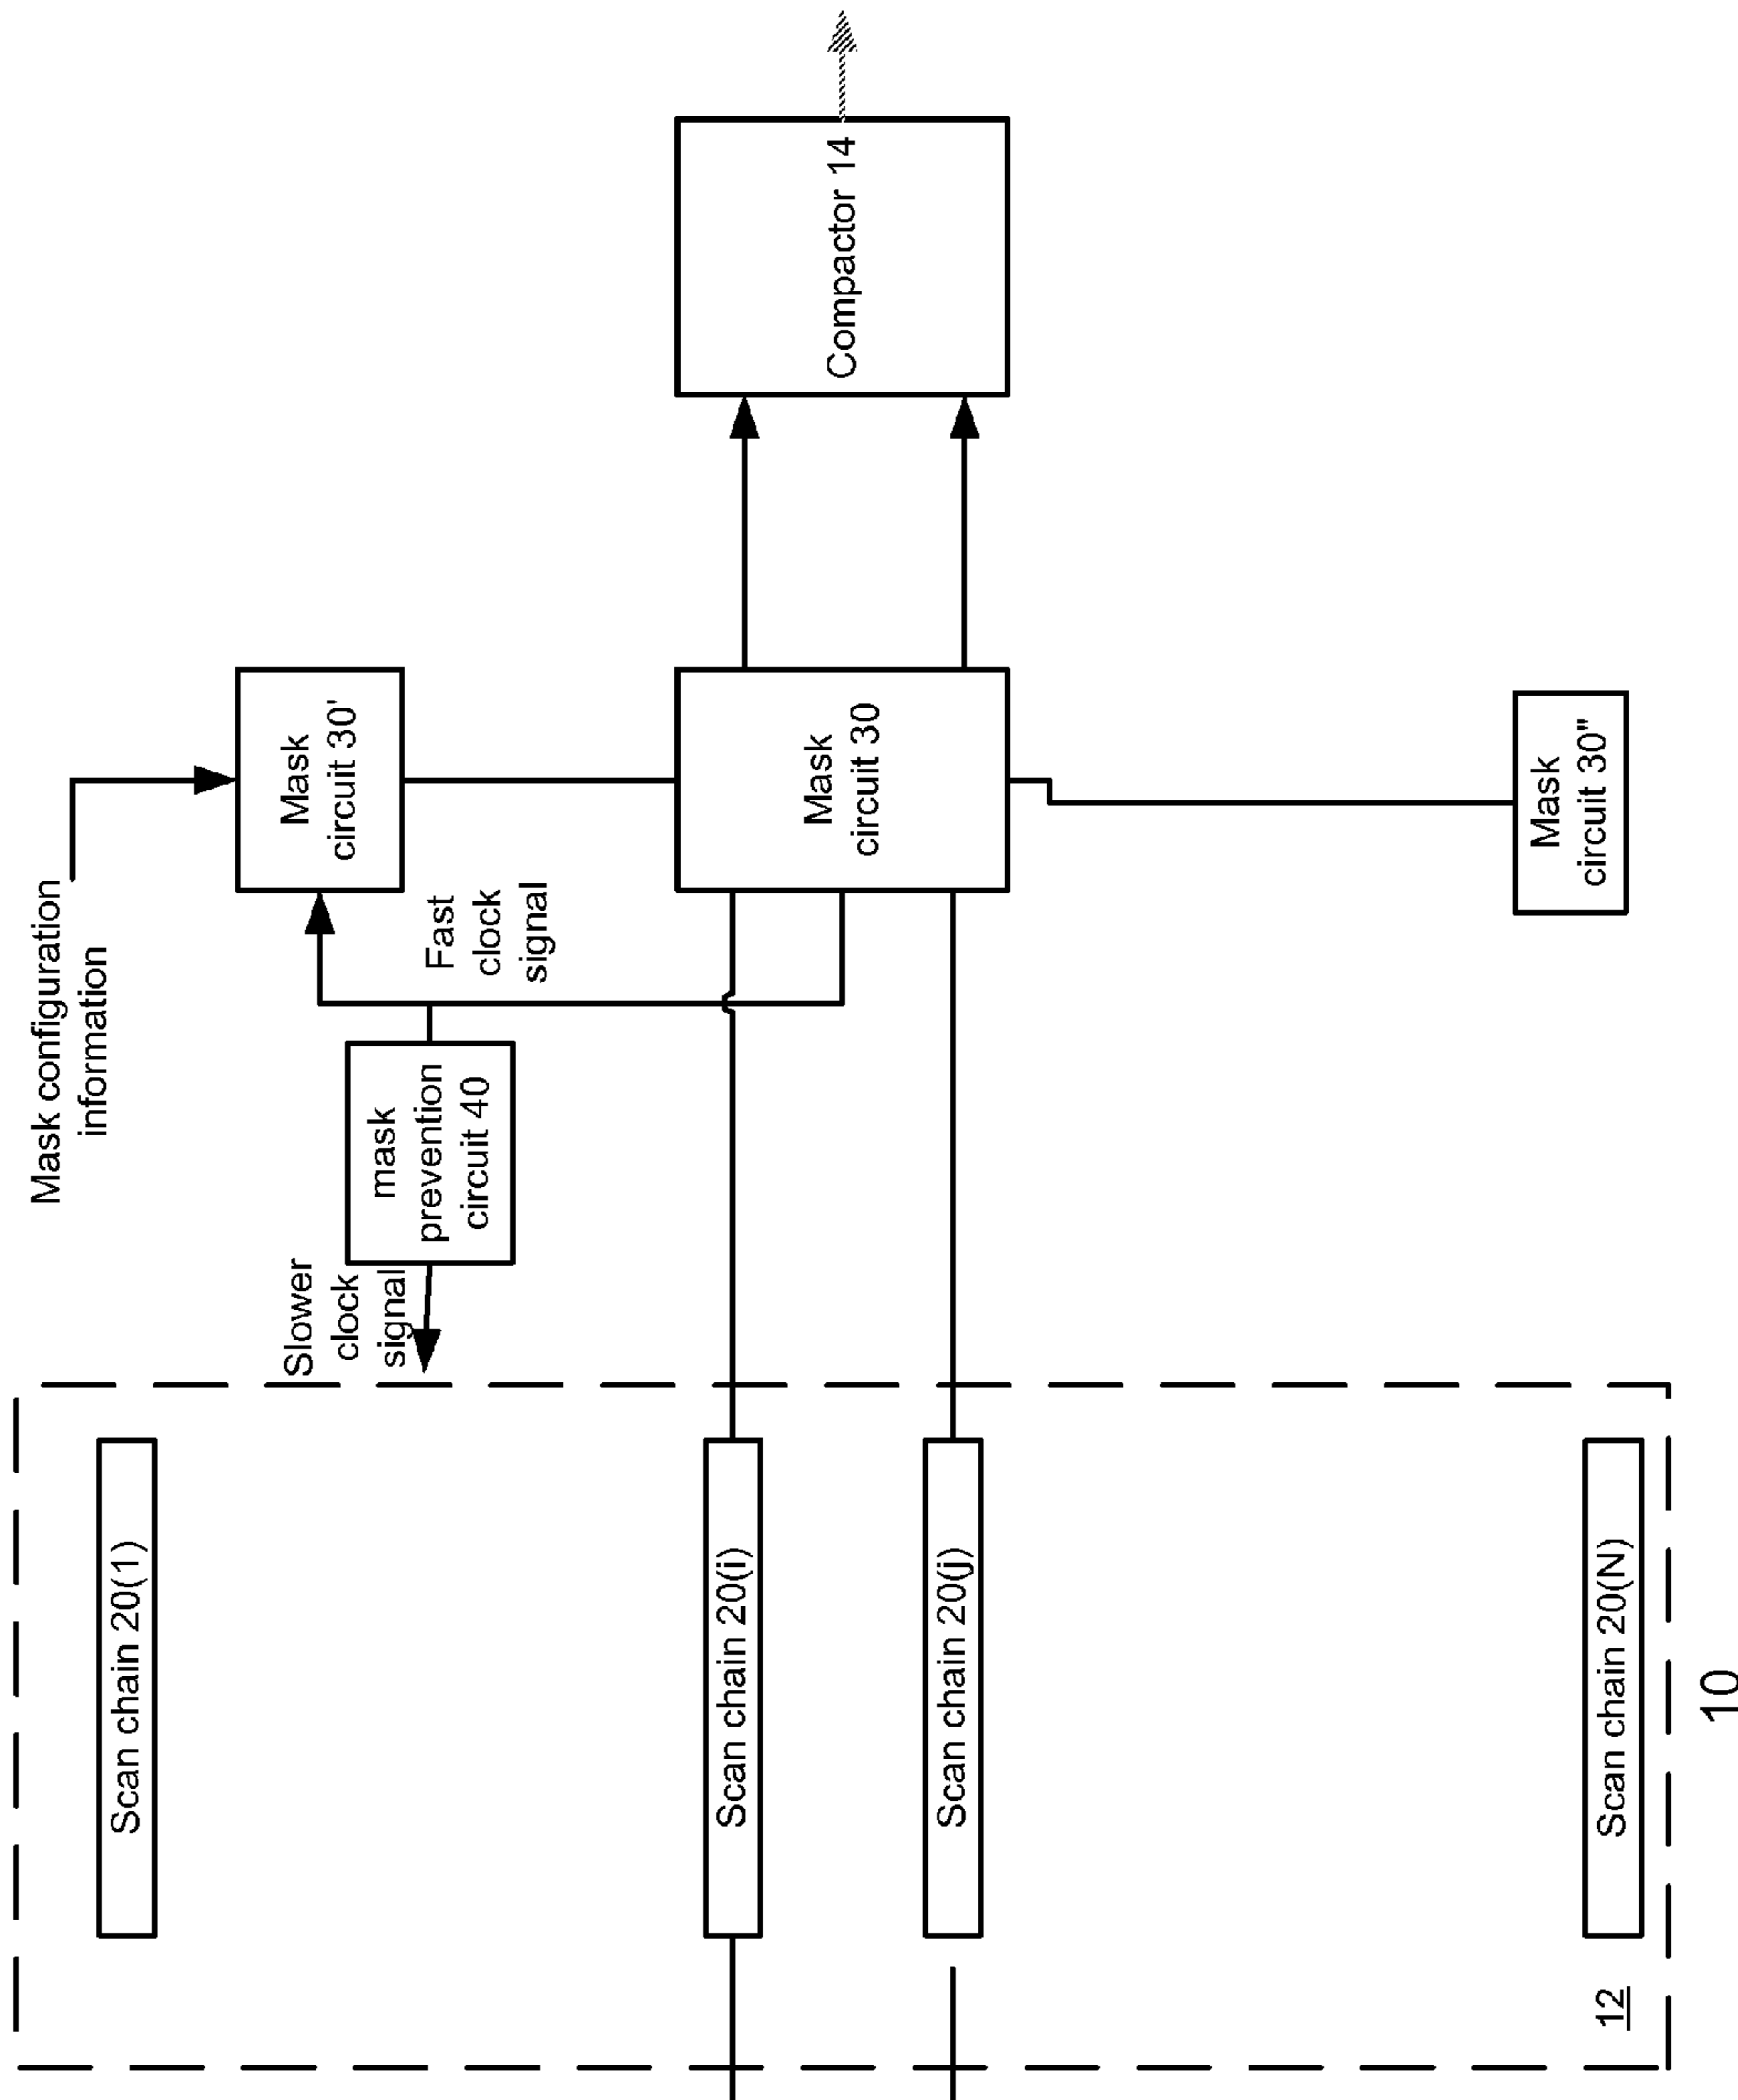 Mask configuration
information
Slower
clock
signal
mask
prevention
circuit 40
Fast
clock
signal
Mask
circuit 30'
Scan chain 20(1)
Scan chain 20(i)
Scan chain 20(j)
Scan chain 20(N)
Mask
circuit 30
Compactor 14
Mask
circuit 30"
12
10